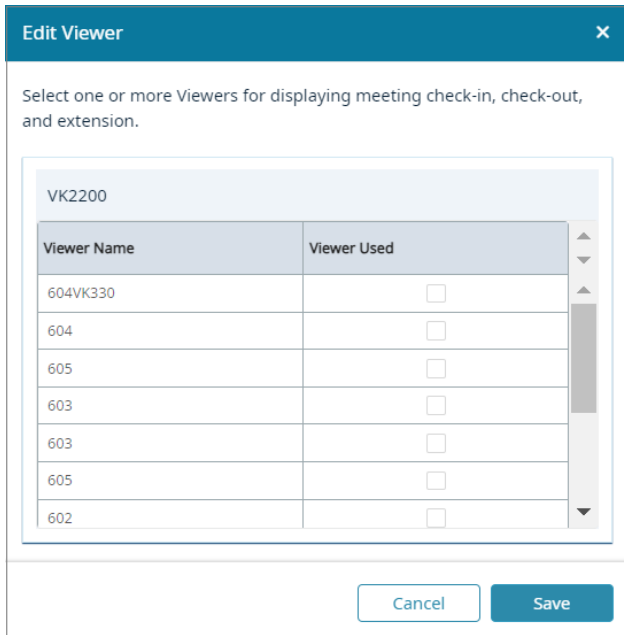 Edit Viewer
Select one or more Viewers for displaying meeting check-in, check-out,
and extension.
VK2200
Viewer Name Viewer Used
604VK330
604
605
603
603
605
602
Cancel Save